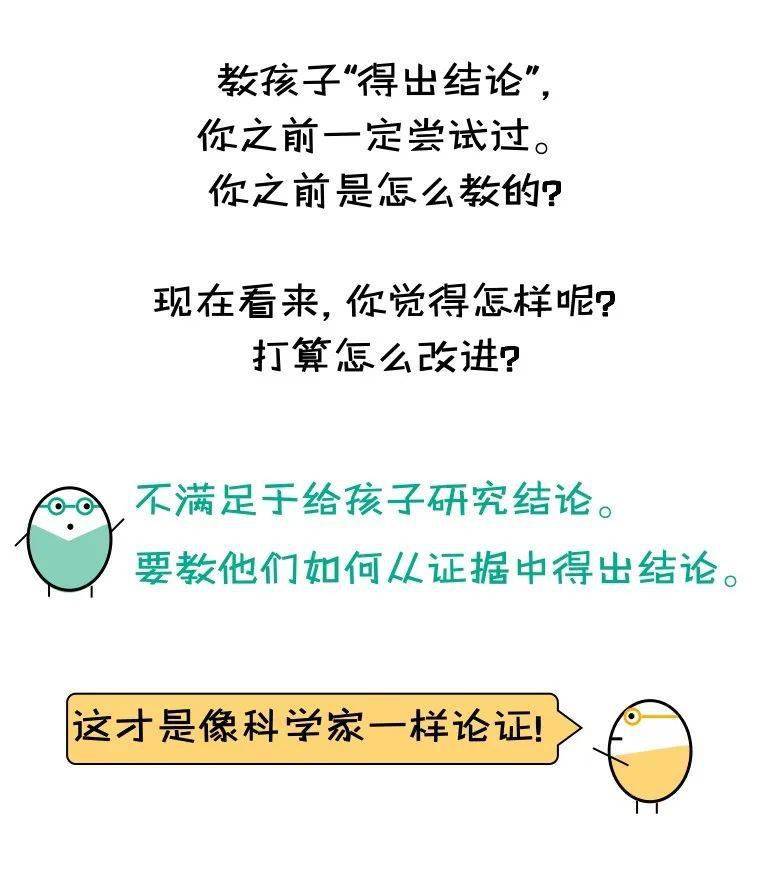 教孩子“得出结论”,
你之前一定尝试过。
你之前是怎么教的?
现在看来, 你觉得怎样呢?
打算怎么改进?
不满足于给孩子研究结论。
要教他们如何从证据中得出结论。
这才是像科学家一样论证!